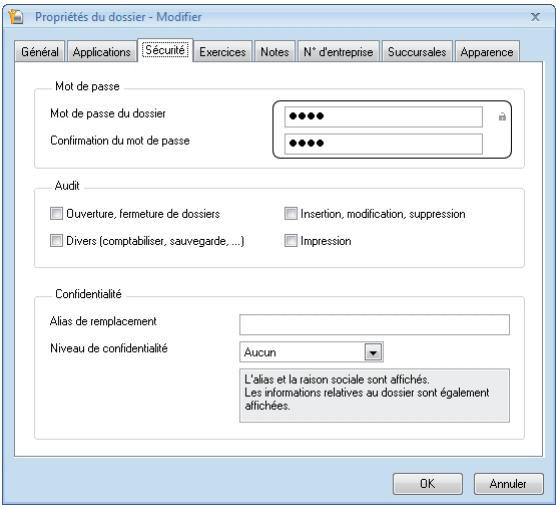 Propriétés du dossier - Modifier
Général Applications Sécurité Exercices Notes N° d'entreprise Succursales Apparence
Mot de passe
Mot de passe du dossier
Confirmation du mot de passe
Audit
Ouverture, fermeture de dossiers Insertion, modification, suppression
Divers (comptabiliser, sauvegarde, ...) Impression
Confidentialité
Alias de remplacement
Niveau de confidentialité Aucun
L'alias et la raison sociale sont affichés.
Les informations relatives au dossier sont également
affichées.
OK Annuler